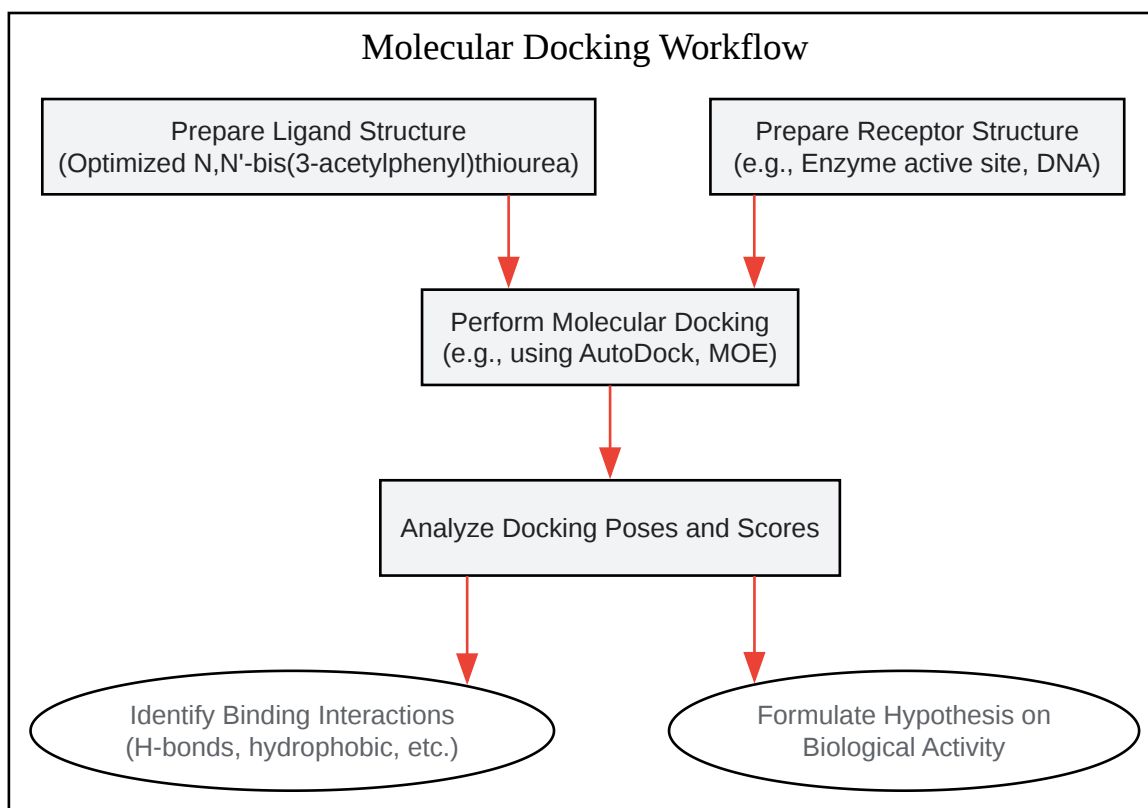 Molecular Docking Workflow
Prepare Ligand Structure
(Optimized N,N'-bis(3-acetylphenyl)thiourea)
Prepare Receptor Structure
(e.g., Enzyme active site, DNA)
Perform Molecular Docking
(e.g., using AutoDock, MOE)
Analyze Docking Poses and Scores
Identify Binding Interactions
(H-bonds, hydrophobic, etc.)
Formulate Hypothesis on
Biological Activity